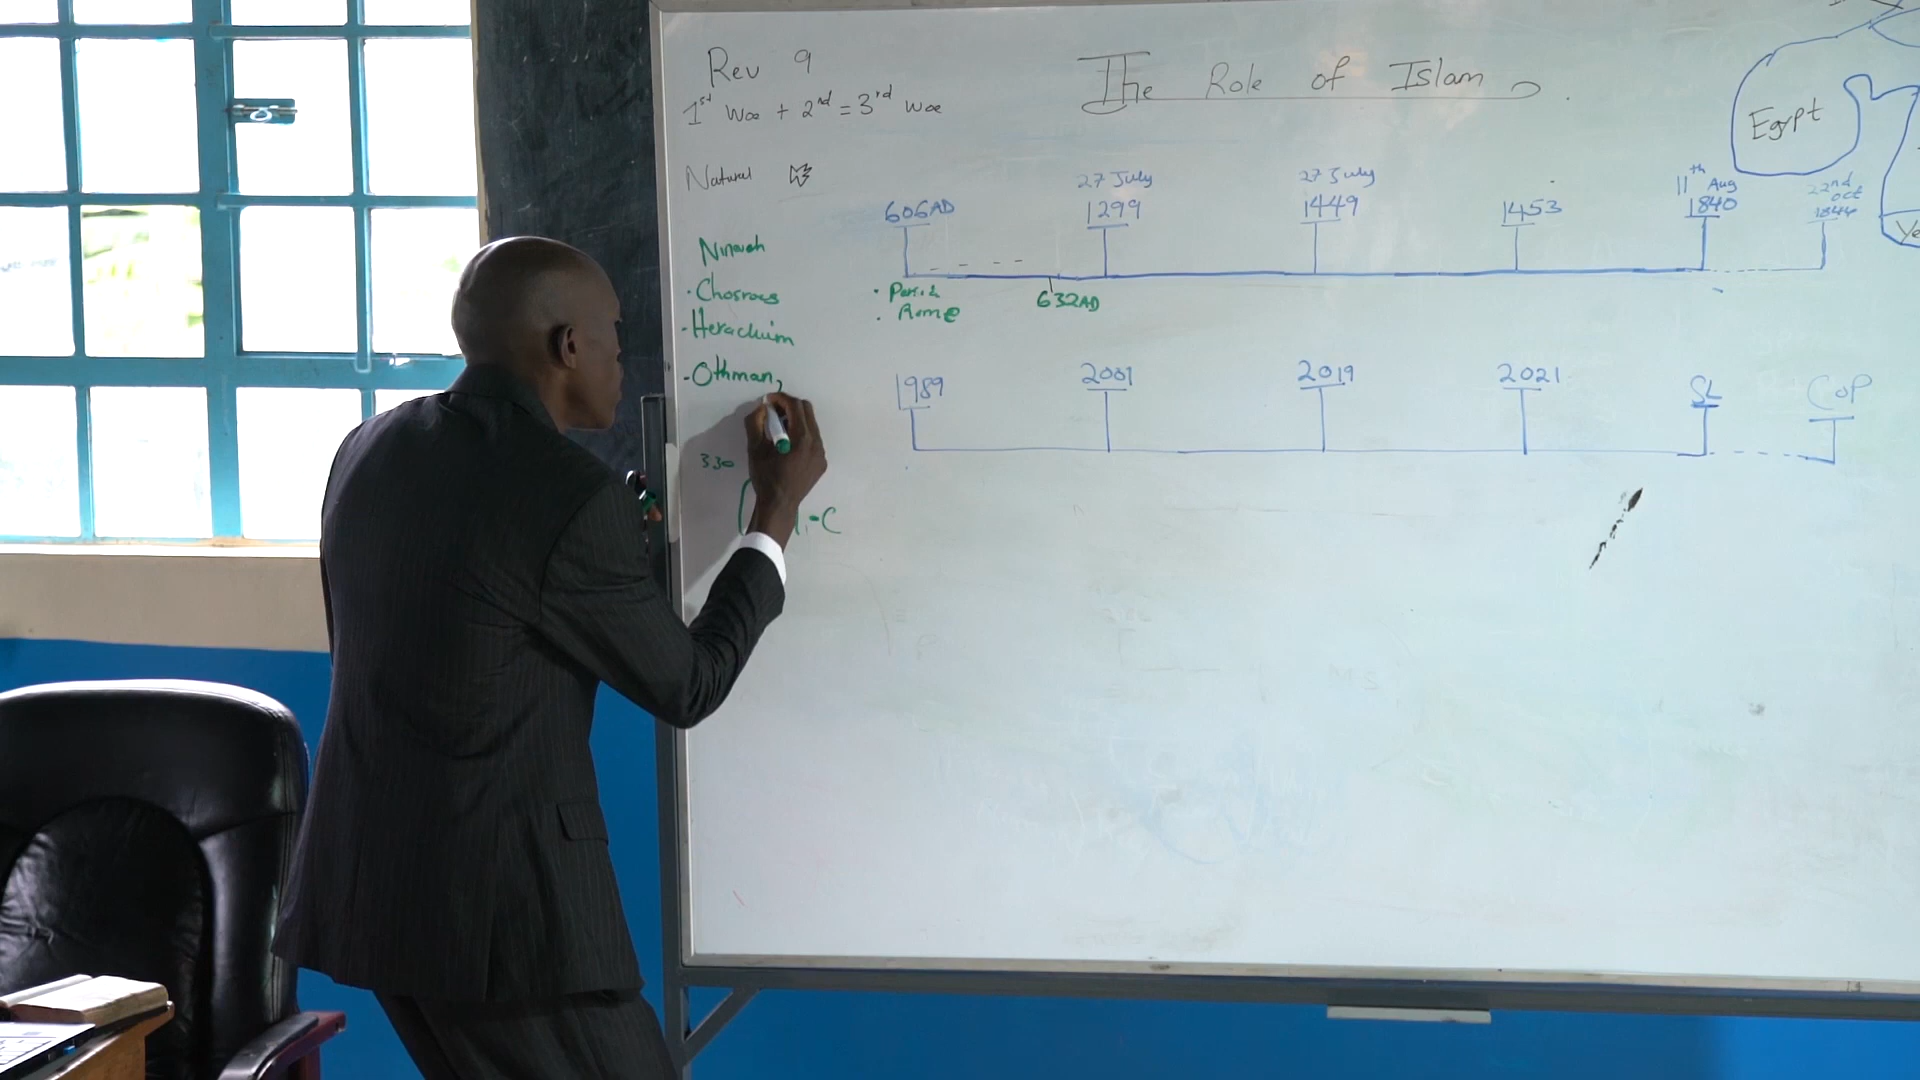 The Role of Islam
Rev 9
1st woe + 2nd = 3rd woe
Egypt
Natural
606AD
27 July
1299
27 July
1449
1453
11th Aug
1840
22nd
oct
1844
Ye
Ninaveh
• Chosroes
• Heraclium
• Othman,
• Persia
• Rome
632AD
1989
2001
2019
2021
SL
CoP
330
-C